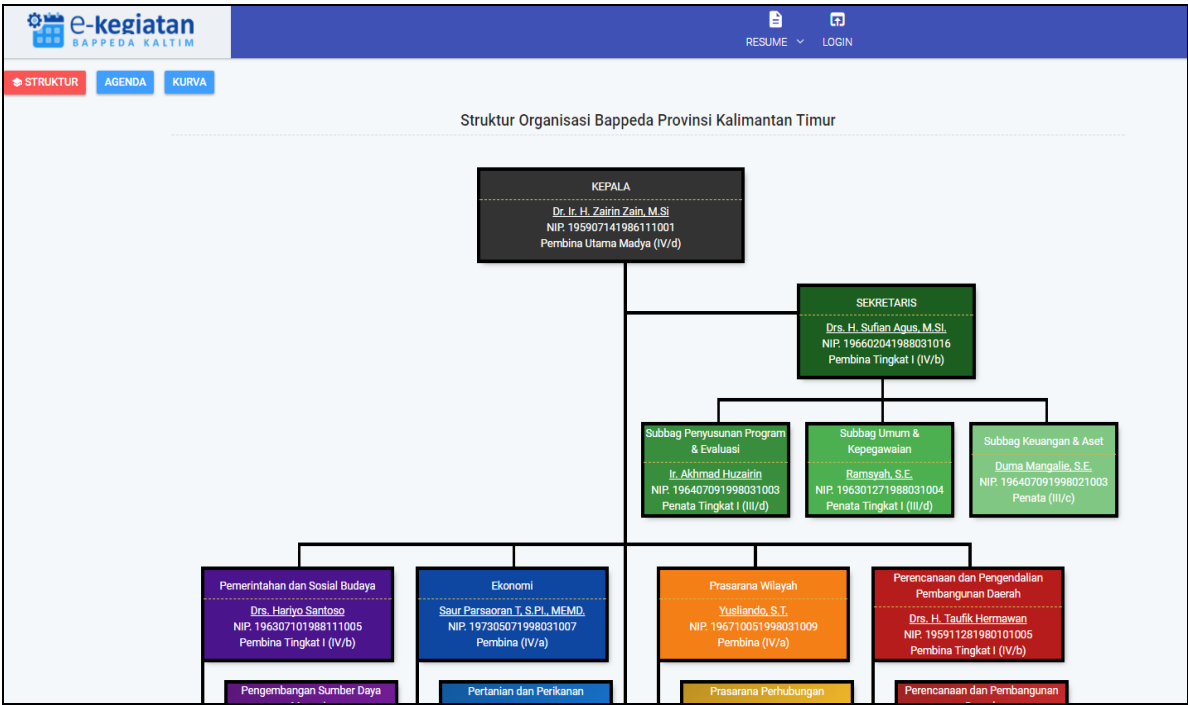 e-kegiatan
BAPPEDA KALTIM
RESUME
LOGIN
STRUKTUR
AGENDA
KURVA
Struktur Organisasi Bappeda Provinsi Kalimantan Timur
KEPALA
Dr. Ir. H. Zairin Zain, M.Si
NIP. 195907141986111001
Pembina Utama Madya (IV/d)
SEKRETARIS
Drs. H. Sufian Agus, M.SI.
NIP. 196602041988031016
Pembina Tingkat I (IV/b)
Subbag Penyusunan Program
& Evaluasi
Ir. Akhmad Huzairin
NIP. 196407091998031003
Penata Tingkat I (III/d)
Subbag Umum &
Kepegawaian
Ramsyah, S.E.
NIP. 196301271988031004
Penata Tingkat I (III/d)
Subbag Keuangan & Aset
Duma Mangalie, S.E.
NIP. 196407091998021003
Penata (III/c)
Pemerintahan dan Sosial Budaya
Drs. Hariyo Santoso
NIP. 196307101988111005
Pembina Tingkat I (IV/b)
Ekonomi
Saur Parsaoran T, S.PI., MEMD.
NIP. 197305071998031007
Pembina (IV/a)
Prasarana Wilayah
Yusliando, S.T.
NIP. 196710051998031009
Pembina (IV/a)
Perencanaan dan Pengendalian
Pembangunan Daerah
Drs. H. Taufik Hermawan
NIP. 195911281980101005
Pembina Tingkat I (IV/b)
Pengembangan Sumber Daya
Pertanian dan Perikanan
Prasarana Perhubungan
Perencanaan dan Pembangunan